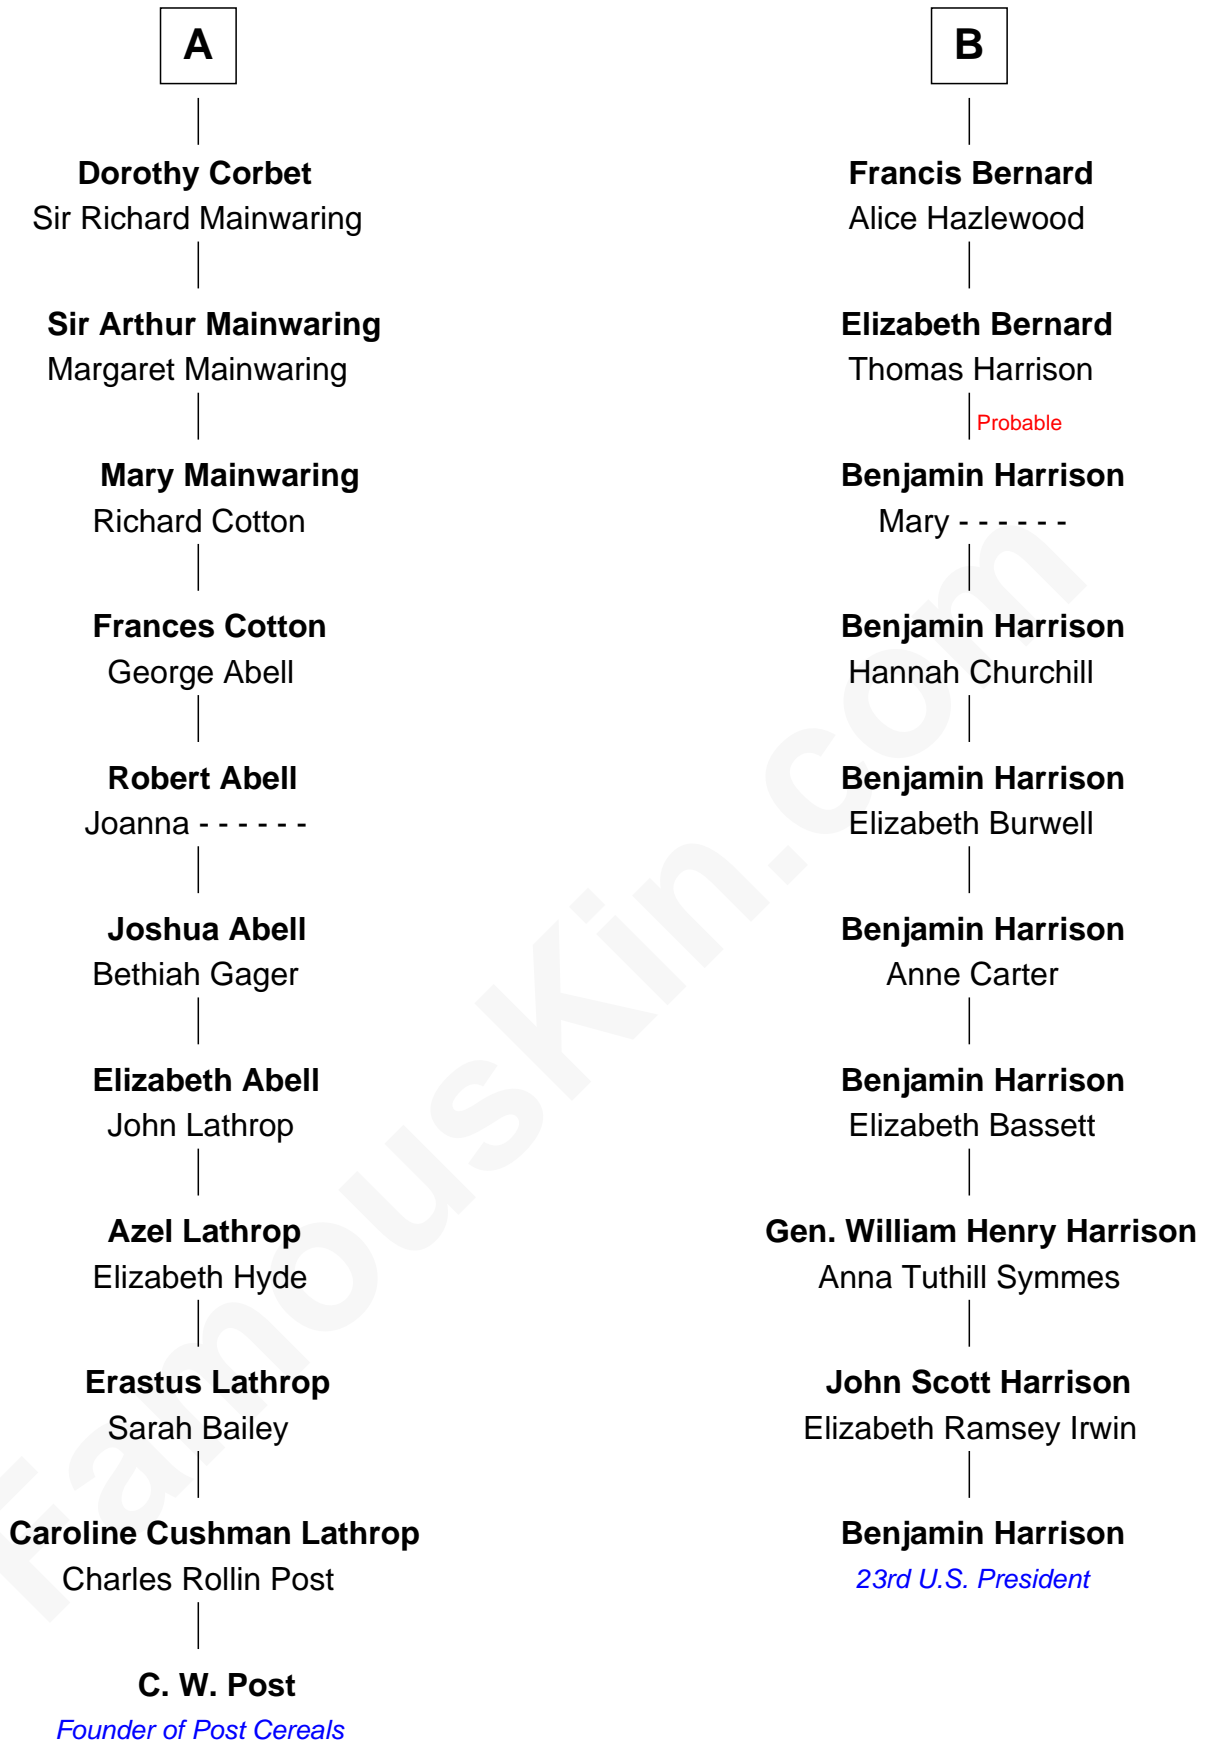 A
Dorothy Corbet
Sir Richard Mainwaring
Sir Arthur Mainwaring
Margaret Mainwaring
Mary Mainwaring
Richard Cotton
Frances Cotton
George Abell
Robert Abell
Joanna - - - - - -
Joshua Abell
Bethiah Gager
Elizabeth Abell
John Lathrop
Azel Lathrop
Elizabeth Hyde
Erastus Lathrop
Sarah Bailey
Caroline Cushman Lathrop
Charles Rollin Post
C. W. Post
Founder of Post Cereals
B
Francis Bernard
Alice Hazlewood
Elizabeth Bernard
Thomas Harrison
Probable
Benjamin Harrison
Mary - - - - - -
Benjamin Harrison
Hannah Churchill
Benjamin Harrison
Elizabeth Burwell
Benjamin Harrison
Anne Carter
Benjamin Harrison
Elizabeth Bassett
Gen. William Henry Harrison
Anna Tuthill Symmes
John Scott Harrison
Elizabeth Ramsey Irwin
Benjamin Harrison
23rd U.S. President
FamousKin.com